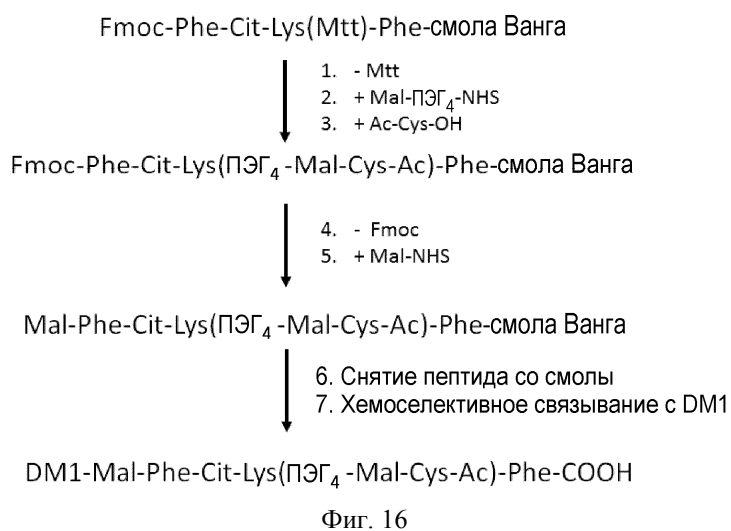 Fmoc-Phe-Cit-Lys(Mtt)-Phe-смола Ванга
1. - Mtt
2. + Mal-ПЭГ4-NHS
3. + Ac-Cys-OH
Fmoc-Phe-Cit-Lys(ПЭГ4-Mal-Cys-Ac)-Phe-смола Ванга
4. - Fmoc
5. + Mal-NHS
Mal-Phe-Cit-Lys(ПЭГ4-Mal-Cys-Ac)-Phe-смола Ванга
6. Снятие пептида со смолы
7. Хемоселективное связывание с DM1
DM1-Mal-Phe-Cit-Lys(ПЭГ4-Mal-Cys-Ac)-Phe-COOH
Фиг. 16